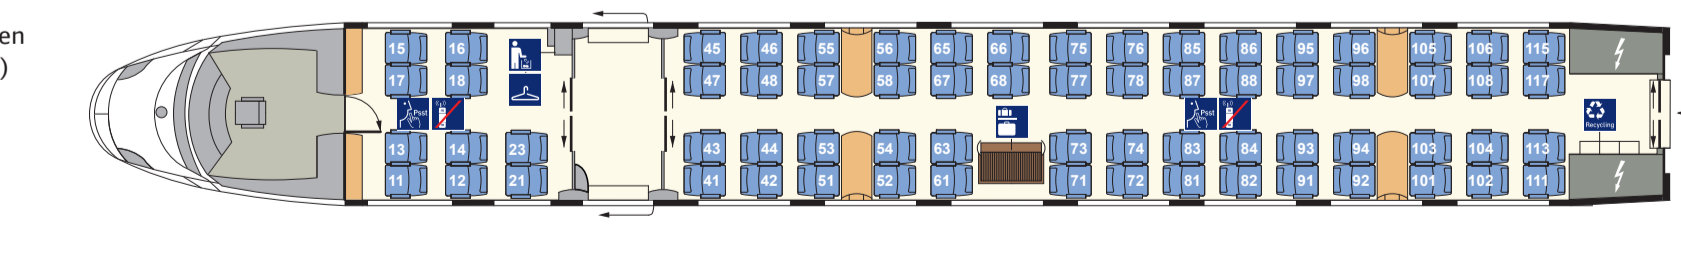 en
)
15 16 45 46 55 56 65 66 75 76 85 86 95 96 105 106 115
17 18 47 48 57 58 67 68 77 78 87 88 97 98 107 108 117
Psst Psst
Recycling
13 14 23 43 44 53 54 63 73 74 83 84 93 94 103 104 113
11 12 21 41 42 51 52 61 71 72 81 82 91 92 101 102 111